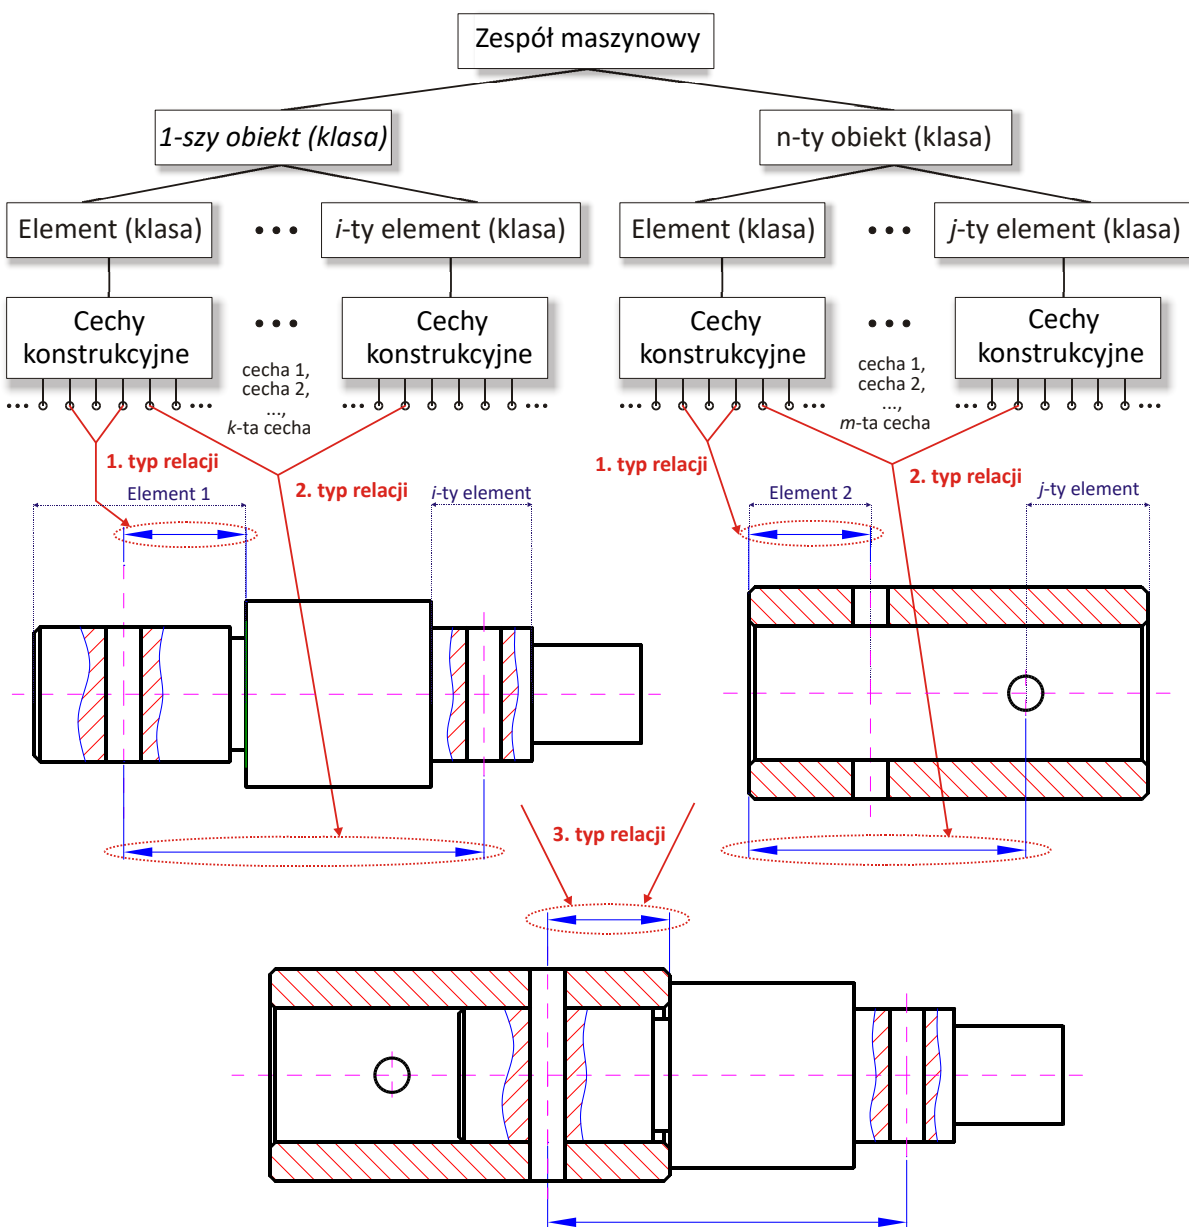 Zespół maszynowy
1-szy obiekt (klasa)
n-ty obiekt (klasa)
Element (klasa)
•••
i-ty element (klasa)
Element (klasa)
•••
j-ty element (klasa)
Cechy
konstrukcyjne
•••
Cechy
konstrukcyjne
Cechy
konstrukcyjne
•••
Cechy
konstrukcyjne
cecha 1,
cecha 2,
...,
k-ta cecha
cecha 1,
cecha 2,
...,
m-ta cecha
1. typ relacji
2. typ relacji
1. typ relacji
2. typ relacji
Element 1
i-ty element
Element 2
j-ty element
3. typ relacji